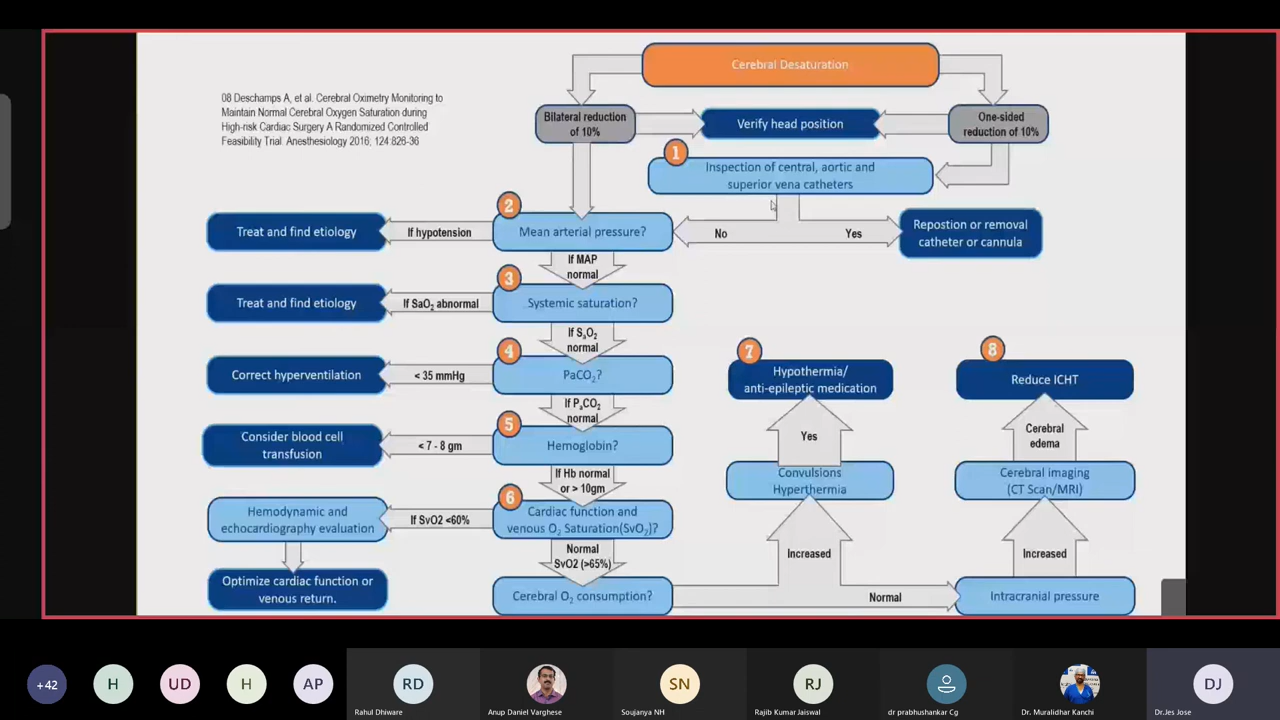 Cerebral Desaturation
08 Deschamps A, et al. Cerebral Oximetry Monitoring to
Maintain Normal Cerebral Oxygen Saturation during
High-risk Cardiac Surgery A Randomized Controlled
Feasibility Trial. Anesthesiology 2016; 124:826-36
Bilateral reduction
of 10%
Verify head position
One-sided
reduction of 10%
1
Inspection of central, aortic and
superior vena catheters
No
Yes
Repostion or removal
catheter or cannula
2
Mean arterial pressure?
If hypotension
Treat and find etiology
If MAP
normal
3
Systemic saturation?
If SaO₂ abnormal
Treat and find etiology
If SₐO₂
normal
4
PaCO₂?
< 35 mmHg
Correct hyperventilation
If PₐCO₂
normal
5
Hemoglobin?
< 7 - 8 gm
Consider blood cell
transfusion
If Hb normal
or > 10gm
6
Cardiac function and
venous O₂ Saturation(SvO₂)?
If SvO2 <60%
Hemodynamic and
echocardiography evaluation
Optimize cardiac function or
venous return.
Normal
SvO2 (>65%)
Cerebral O₂ consumption?
7
Hypothermia/
anti-epileptic medication
Yes
Convulsions
Hyperthermia
Increased
Normal
8
Reduce ICHT
Cerebral
edema
Cerebral imaging
(CT Scan/MRI)
Increased
Intracranial pressure
+42
H
UD
H
AP
RD
Rahul Dhiware
Anup Daniel Varghese
SN
Soujanya NH
RJ
Rajib Kumar Jaiswal
dr prabhushankar Cg
Dr. Muralidhar Kanchi
DJ
Dr.Jes Jose